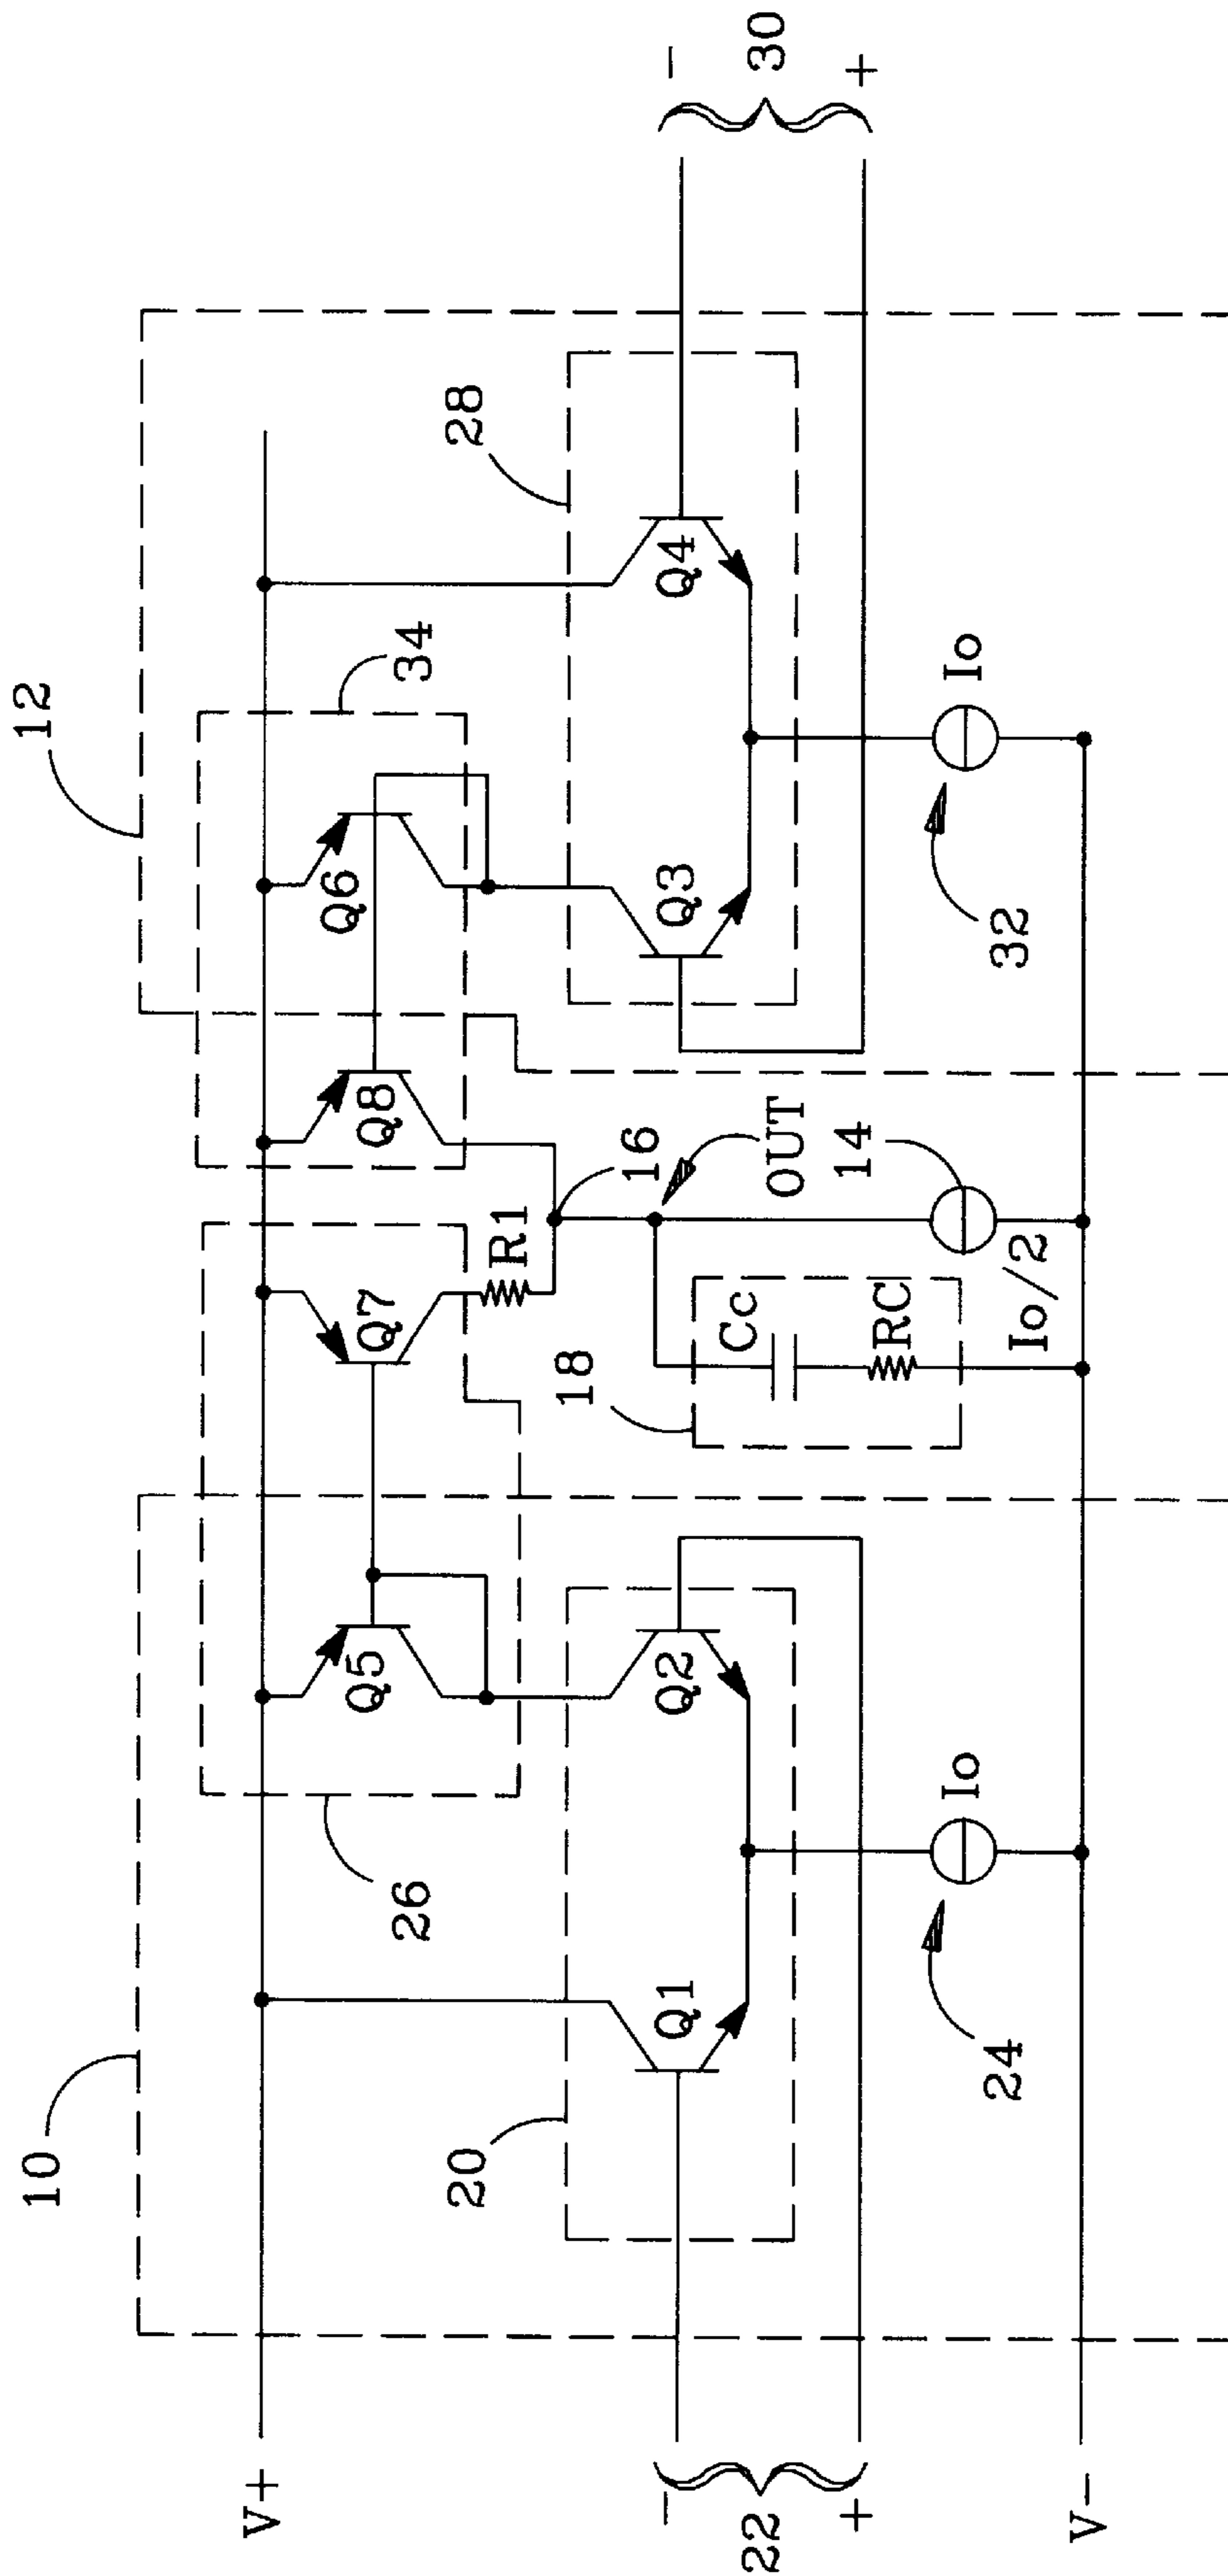 10
12
V+
26
34
Q5
Q7
Q8
Q6
R1
16
OUT
20
28
Q1
Q2
Q3
Q4
18
Cc
RC
14
Io/2
-
22
+
-
30
+
24
Io
32
Io
V-